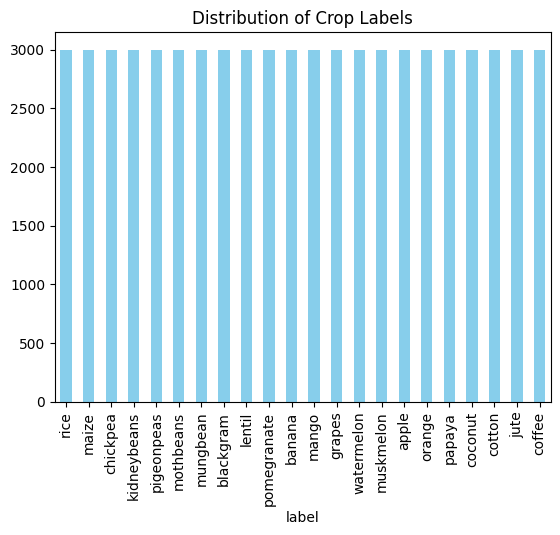 Distribution of Crop Labels
3000
2500
2000
1500
1000
500
0
rice
maize
chickpea
kidneybeans
pigeonpeas
mothbeans
mungbean
blackgram
lentil
pomegranate
banana
mango
grapes
watermelon
muskmelon
apple
orange
papaya
coconut
cotton
jute
coffee
label